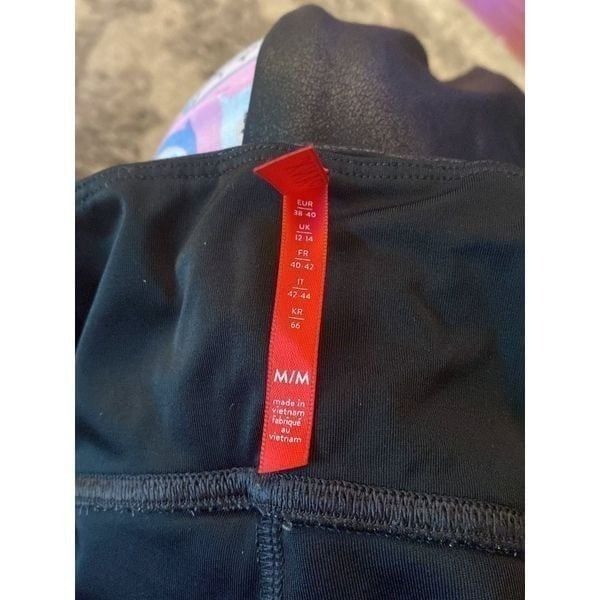 EUR
38-40
UK
12-14
FR
40-42
IT
42-44
KR
66
M/M
made in
vietnam
fabriqué
au
vietnam